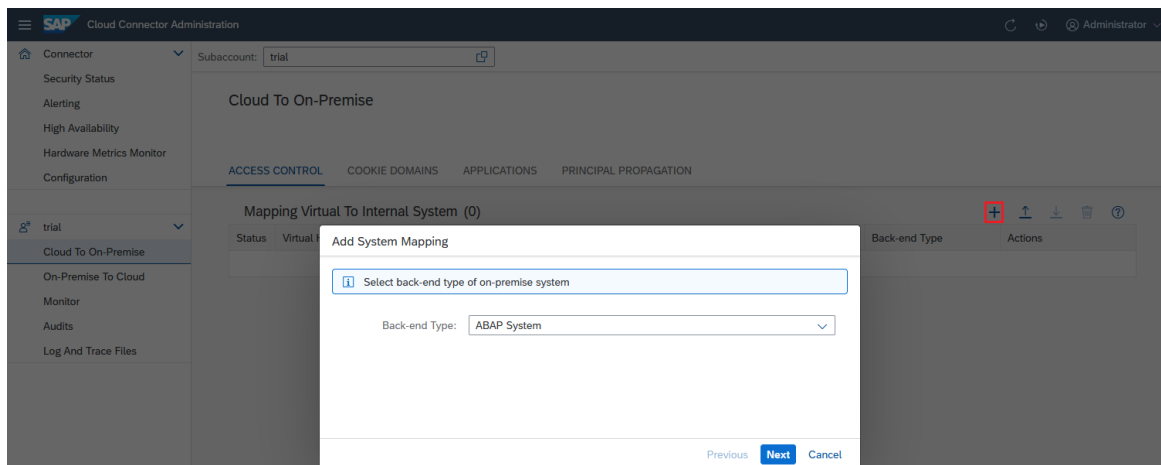 SAP Cloud Connector Administration
Administrator
Connector
Subaccount: trial
Security Status
Alerting
High Availability
Hardware Metrics Monitor
Configuration
trial
Cloud To On-Premise
On-Premise To Cloud
Monitor
Audits
Log And Trace Files
Cloud To On-Premise
ACCESS CONTROL COOKIE DOMAINS APPLICATIONS PRINCIPAL PROPAGATION
Mapping Virtual To Internal System (0)
Status Virtual Back-end Type Actions
Add System Mapping
Select back-end type of on-premise system
Back-end Type: ABAP System
Previous Next Cancel